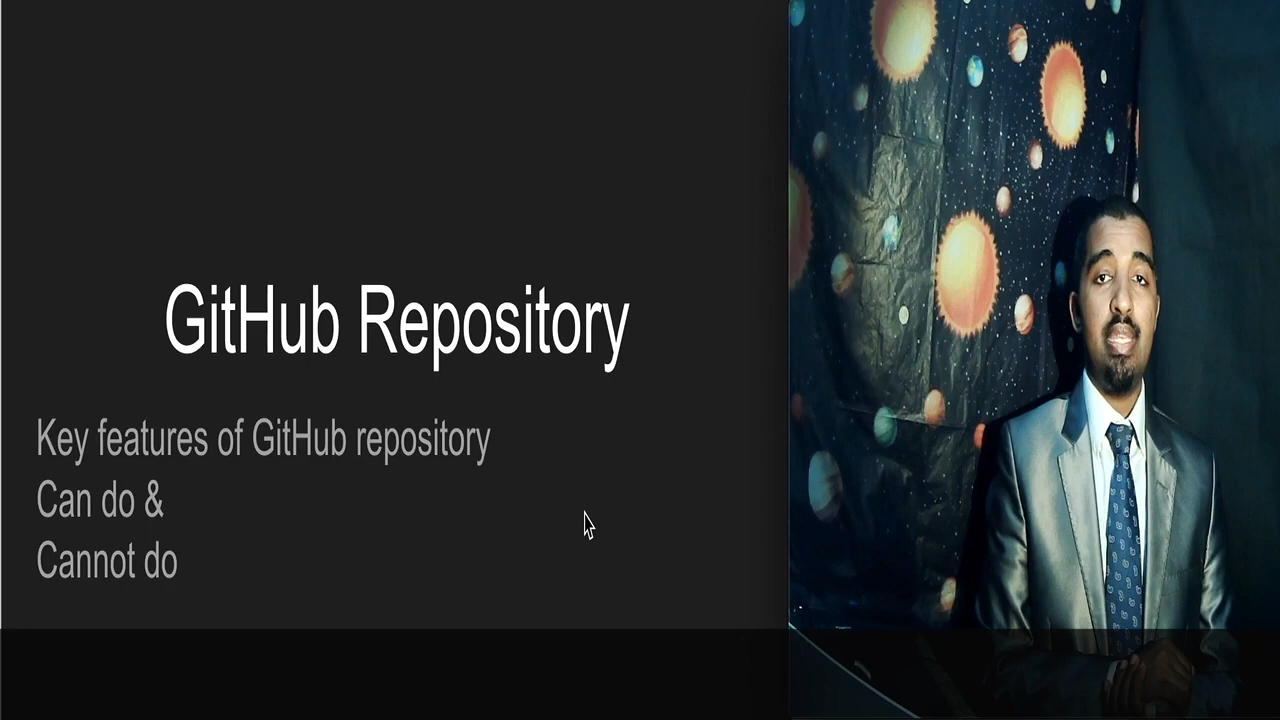 GitHub Repository
Key features of GitHub repository
Can do &
Cannot do